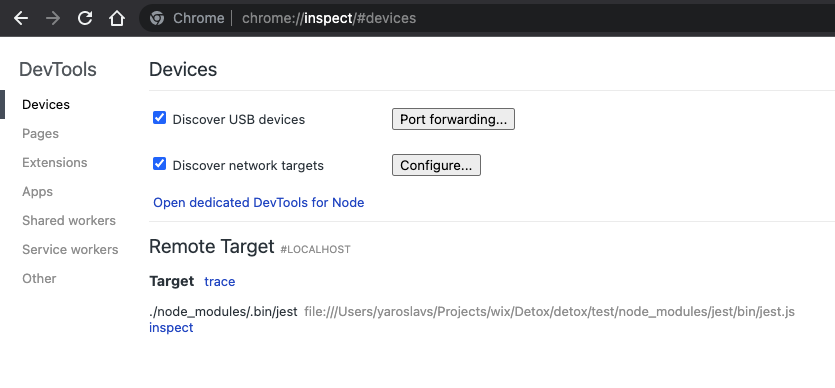 Chrome chrome://inspect/#devices
DevTools
Devices
Pages
Extensions
Apps
Shared workers
Service workers
Other
Devices
Discover USB devices Port forwarding...
Discover network targets Configure...
Open dedicated DevTools for Node
Remote Target #LOCALHOST
Target trace
./node_modules/.bin/jest file:///Users/yaroslavs/Projects/wix/Detox/detox/test/node_modules/jest/bin/jest.js
inspect